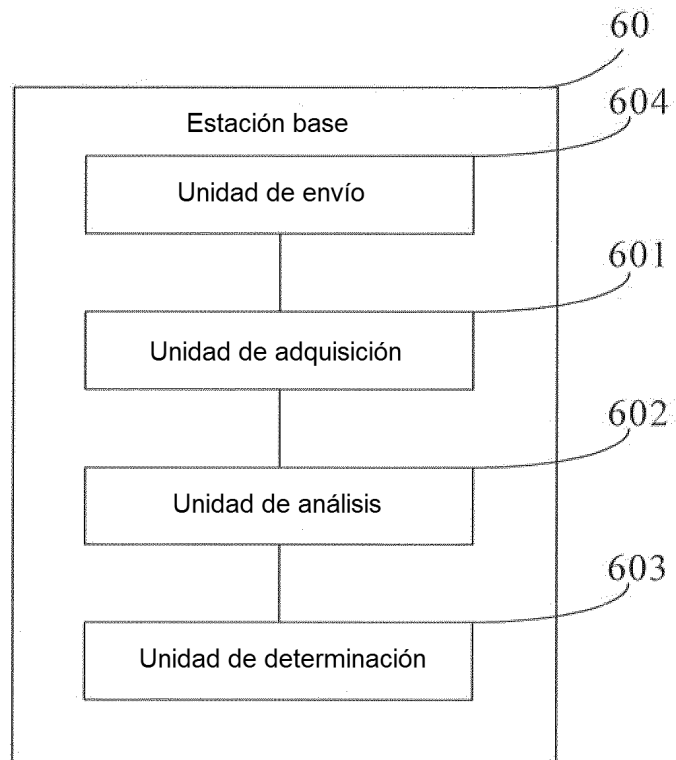 60
Estación base
604
Unidad de envío
601
Unidad de adquisición
602
Unidad de análisis
603
Unidad de determinación